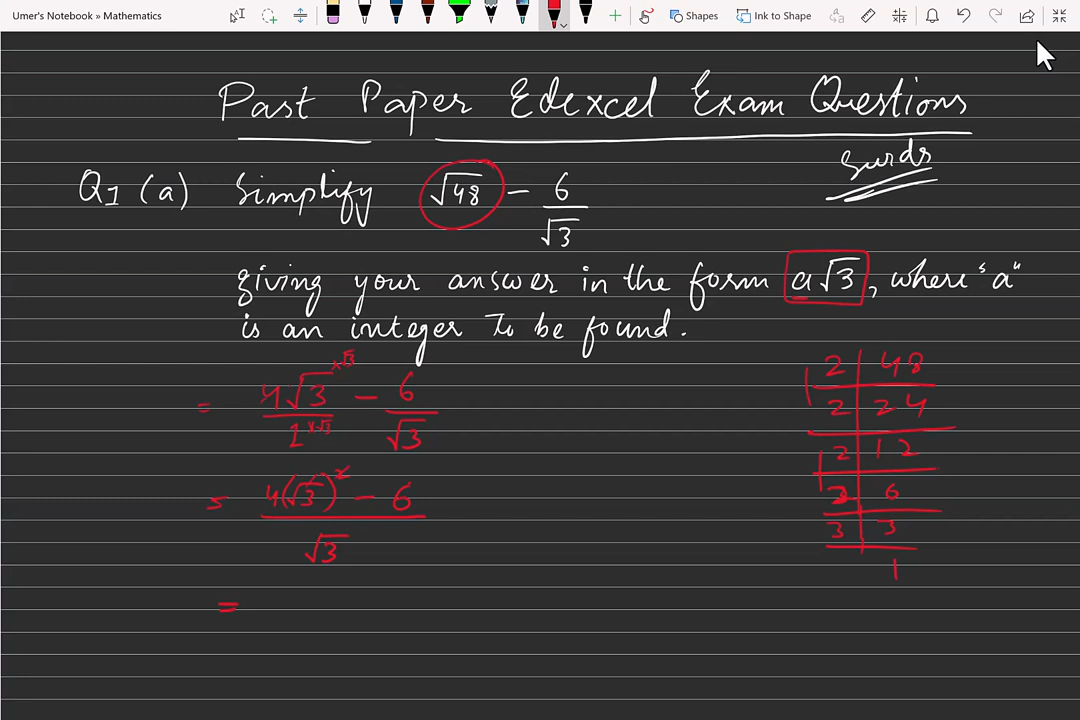 Umer's Notebook » Mathematics
Shapes Ink to Shape
Past Paper Edexcel Exam Questions
Surds
Q1 (a) Simplify √48 − 6/√3
giving your answer in the form a√3, where "a"
is an integer to be found.
= 4√3 ×√3 / 1 ×√3 − 6/√3
= (4(√3)² − 6)/√3
=
2 | 48
2 | 24
2 | 12
2 | 6
3 | 3
1